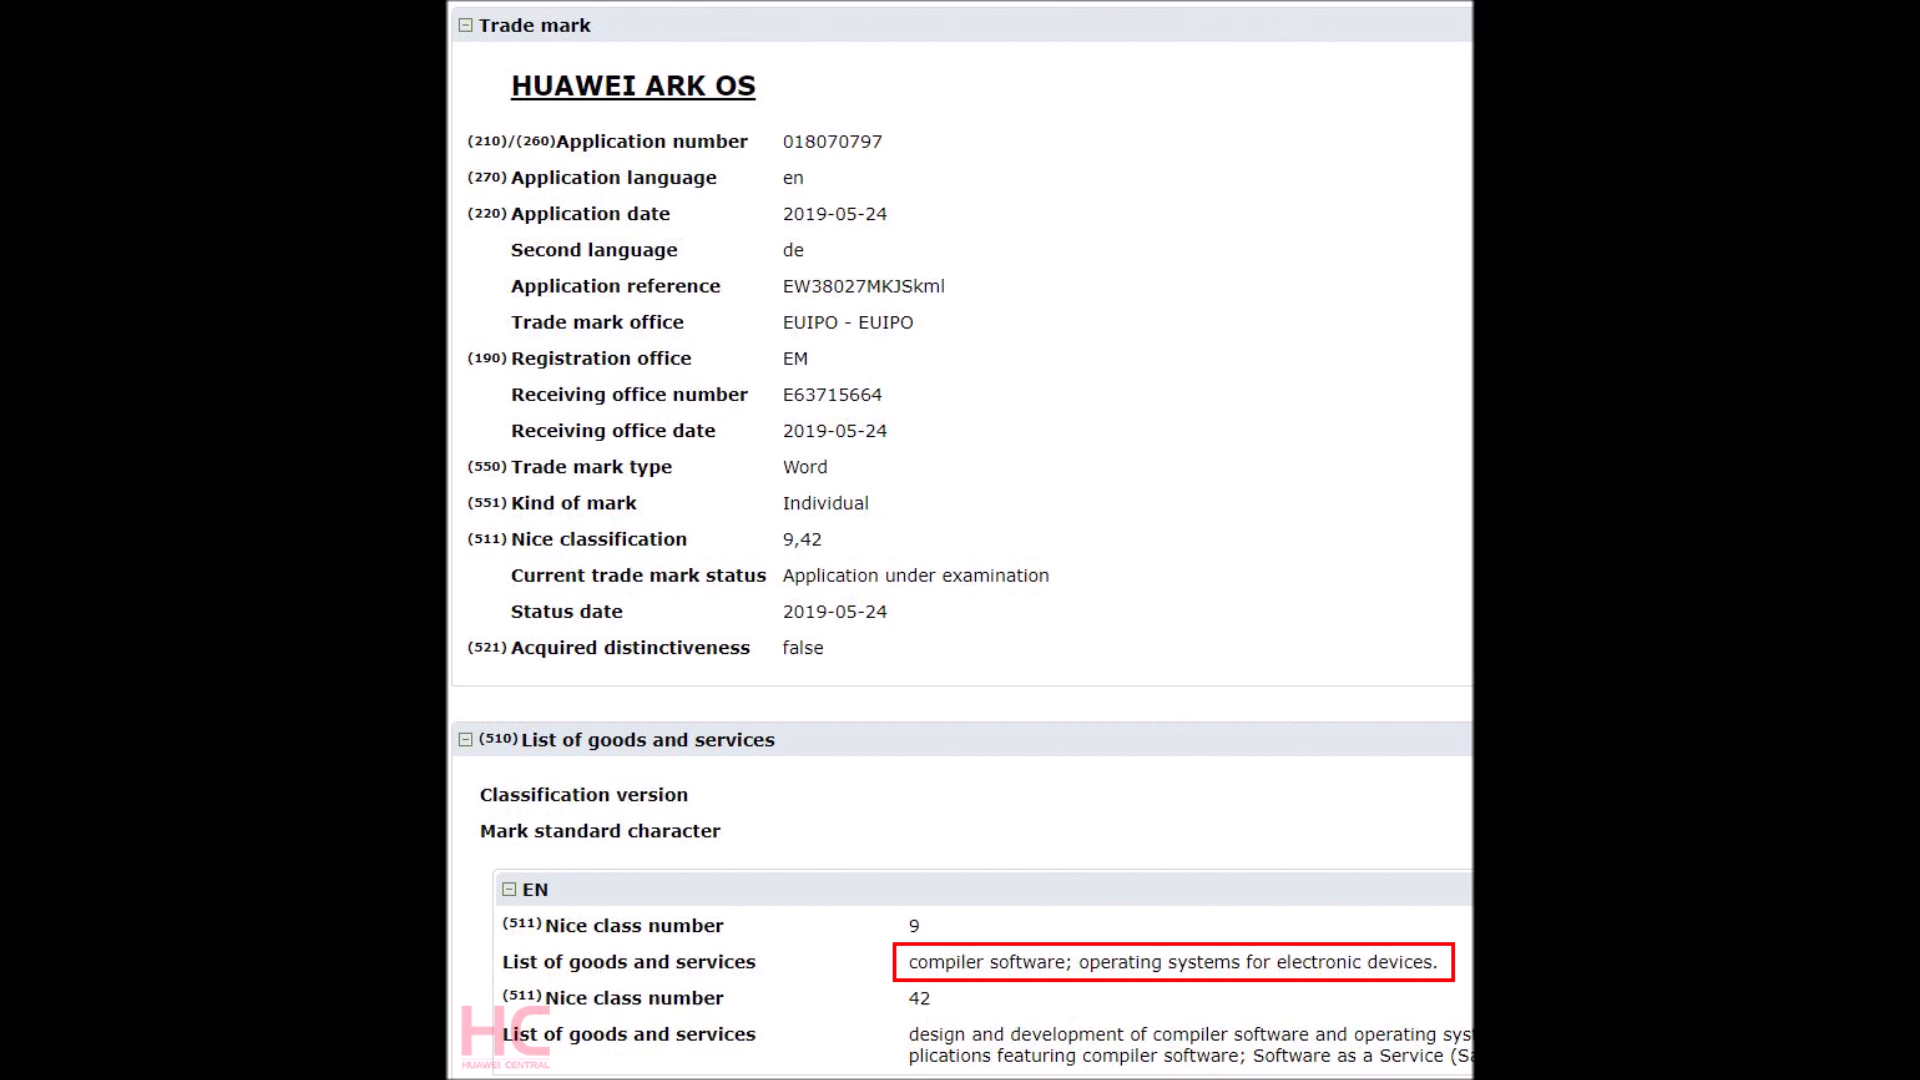 Trade mark
HUAWEI ARK OS
(210)/(260) Application number 018070797
(270) Application language en
(220) Application date 2019-05-24
Second language de
Application reference EW38027MKJSkml
Trade mark office EUIPO - EUIPO
(190) Registration office EM
Receiving office number E63715664
Receiving office date 2019-05-24
(550) Trade mark type Word
(551) Kind of mark Individual
(511) Nice classification 9,42
Current trade mark status Application under examination
Status date 2019-05-24
(521) Acquired distinctiveness false
(510) List of goods and services
Classification version
Mark standard character
EN
(511) Nice class number 9
List of goods and services compiler software; operating systems for electronic devices.
(511) Nice class number 42
List of goods and services design and development of compiler software and operating
plications featuring compiler software; Software as a Service
HC
HUAWEI CENTRAL